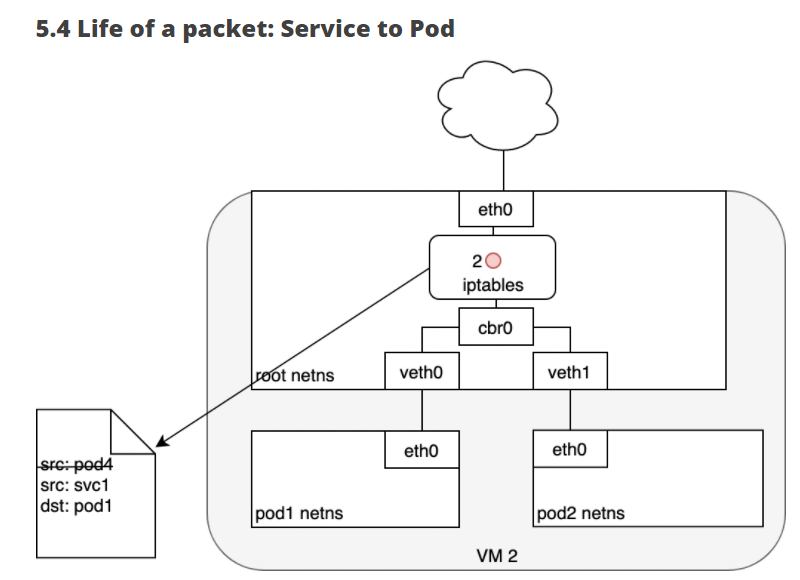 5.4 Life of a packet: Service to Pod
eth0
2
iptables
cbr0
root netns
veth0
veth1
eth0
eth0
src: pod4
src: svc1
dst: pod1
pod1 netns
pod2 netns
VM 2